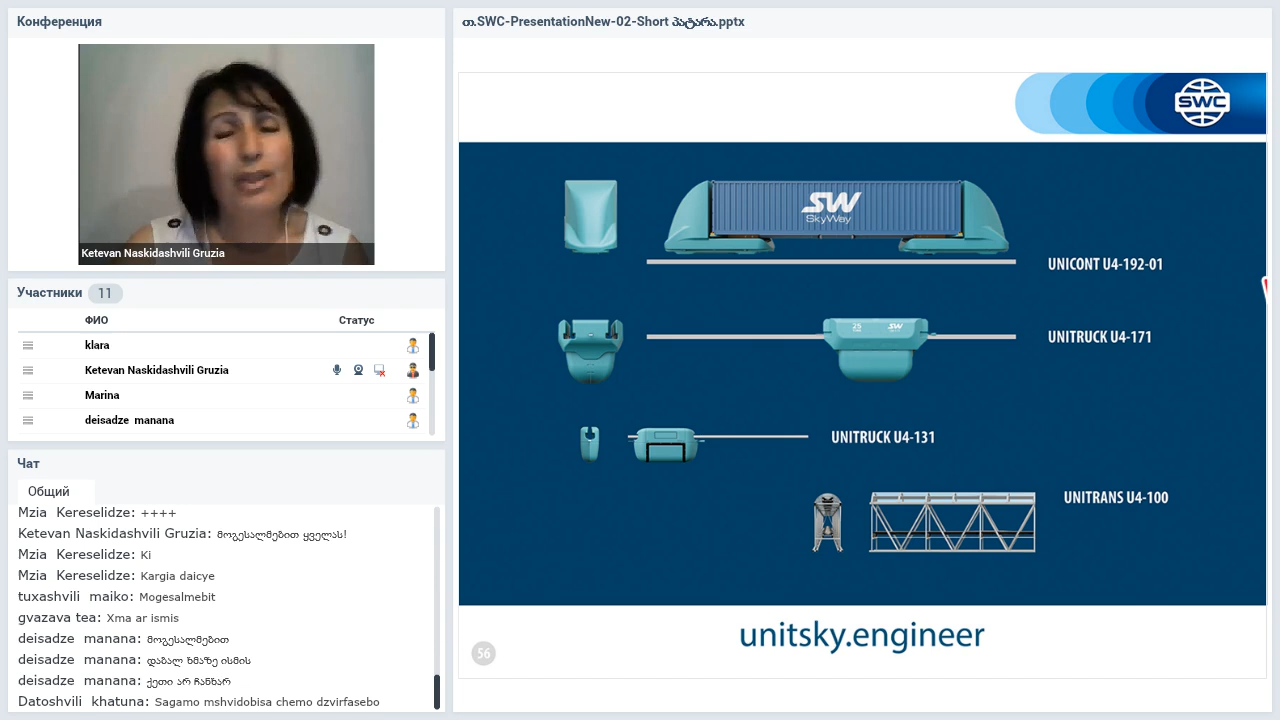 Конференция
Ketevan Naskidashvili Gruzia
Участники 11
ФИО Статус
klara
Ketevan Naskidashvili Gruzia
Marina
deisadze manana
Чат
Общий
Mzia Kereselidze: ++++
Ketevan Naskidashvili Gruzia: მოგესალმებით ყველას!
Mzia Kereselidze: Ki
Mzia Kereselidze: Kargia daicye
tuxashvili maiko: Mogesalmebit
gvazava tea: Xma ar ismis
deisadze manana: მოგესალმებით
deisadze manana: დაბალ ხმაზე ისმის
deisadze manana: ქეთი არ ჩანხარ
Datoshvili khatuna: Sagamo mshvidobisa chemo dzvirfasebo
თ.SWC-PresentationNew-02-Short პატარა.pptx
SWC
SW
SkyWay
UNICONT U4-192-01
25
SW
UNITRUCK U4-171
UNITRUCK U4-131
UNITRANS U4-100
unitsky.engineer
56